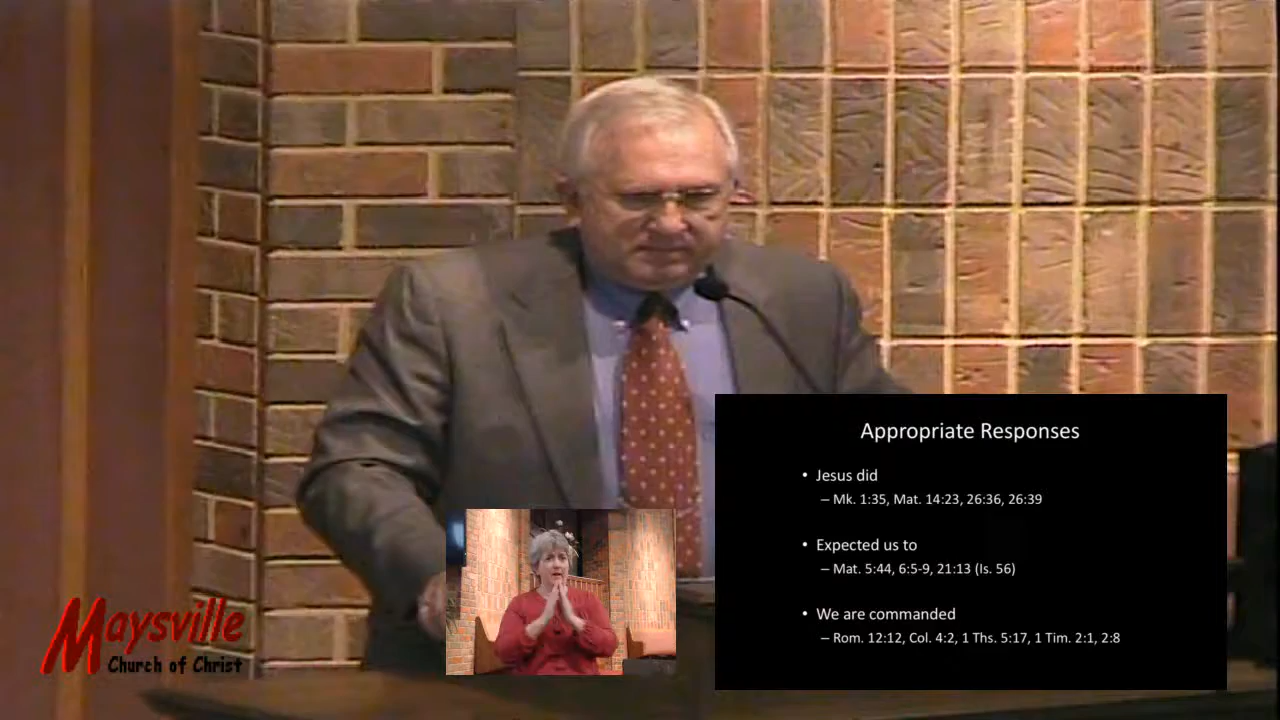 Appropriate Responses
• Jesus did
– Mk. 1:35, Mat. 14:23, 26:36, 26:39
• Expected us to
– Mat. 5:44, 6:5-9, 21:13 (Is. 56)
• We are commanded
– Rom. 12:12, Col. 4:2, 1 Ths. 5:17, 1 Tim. 2:1, 2:8
Maysville
Church of Christ